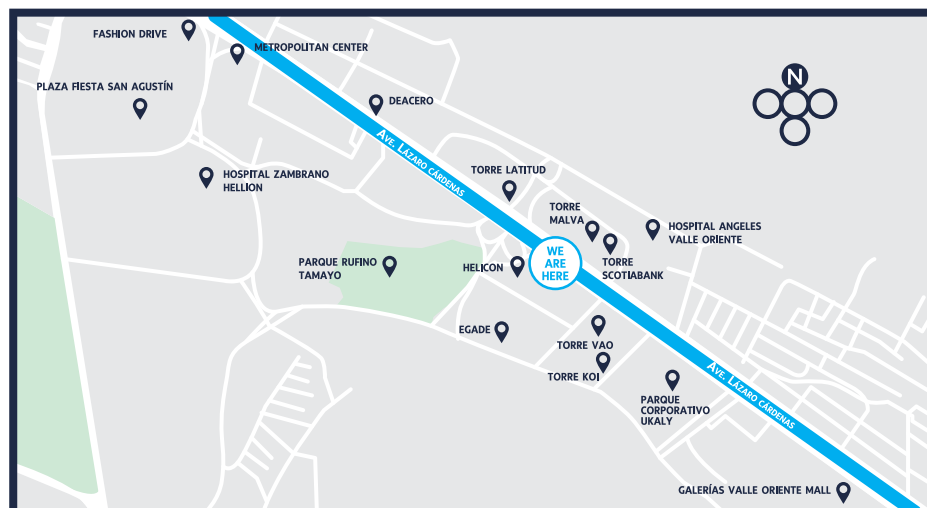 FASHION DRIVE
METROPOLITAN CENTER
PLAZA FIESTA SAN AGUSTÍN
DEACERO
N
AVE. LÁZARO CÁRDENAS
HOSPITAL ZAMBRANO
HELLION
TORRE LATITUD
TORRE
MALVA
HOSPITAL ANGELES
VALLE ORIENTE
PARQUE RUFINO
TAMAYO
HELICON
WE
ARE
HERE
TORRE
SCOTIABANK
EGADE
TORRE VAO
TORRE KOI
PARQUE
CORPORATIVO
UKALY
AVE. LÁZARO CÁRDENAS
GALERÍAS VALLE ORIENTE MALL